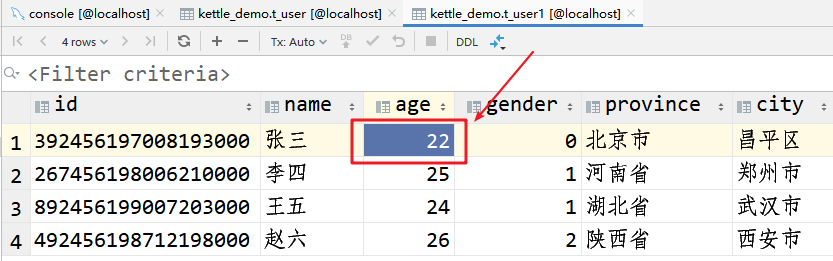 console [@localhost] kettle_demo.t_user [@localhost] kettle_demo.t_user1 [@localhost]
4 rows Tx: Auto DB DDL
<Filter criteria>
id name age gender province city
1 392456197008193000 张三 22 0 北京市 昌平区
2 267456198006210000 李四 25 1 河南省 郑州市
3 892456199007203000 王五 24 1 湖北省 武汉市
4 492456198712198000 赵六 26 2 陕西省 西安市